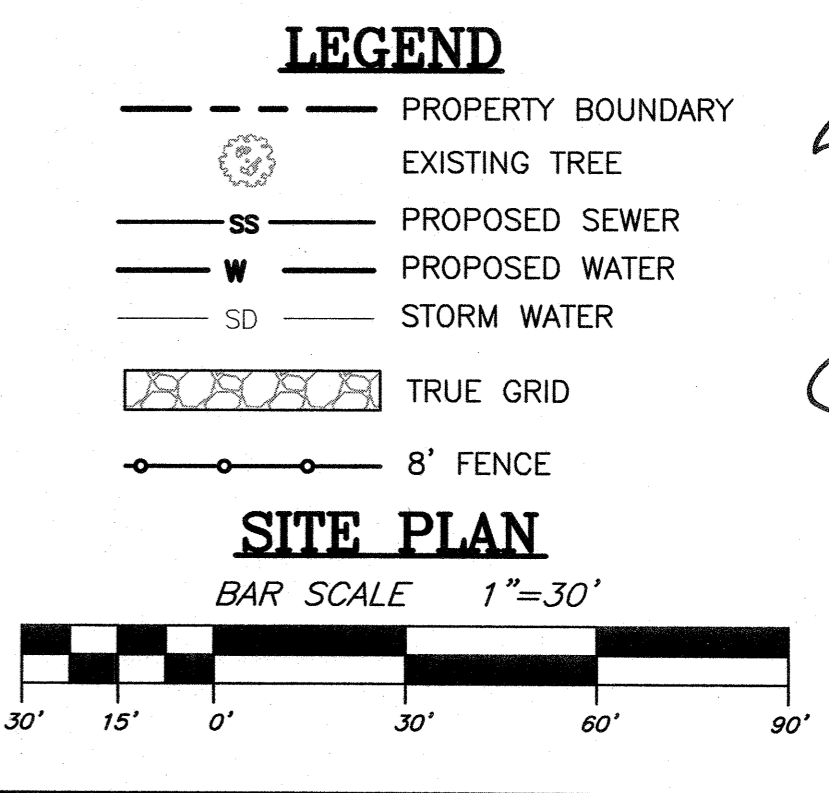 LEGEND
PROPERTY BOUNDARY
EXISTING TREE
SS PROPOSED SEWER
W PROPOSED WATER
SD STORM WATER
TRUE GRID
8' FENCE
SITE PLAN
BAR SCALE 1"=30'
30' 15' 0' 30' 60' 90'